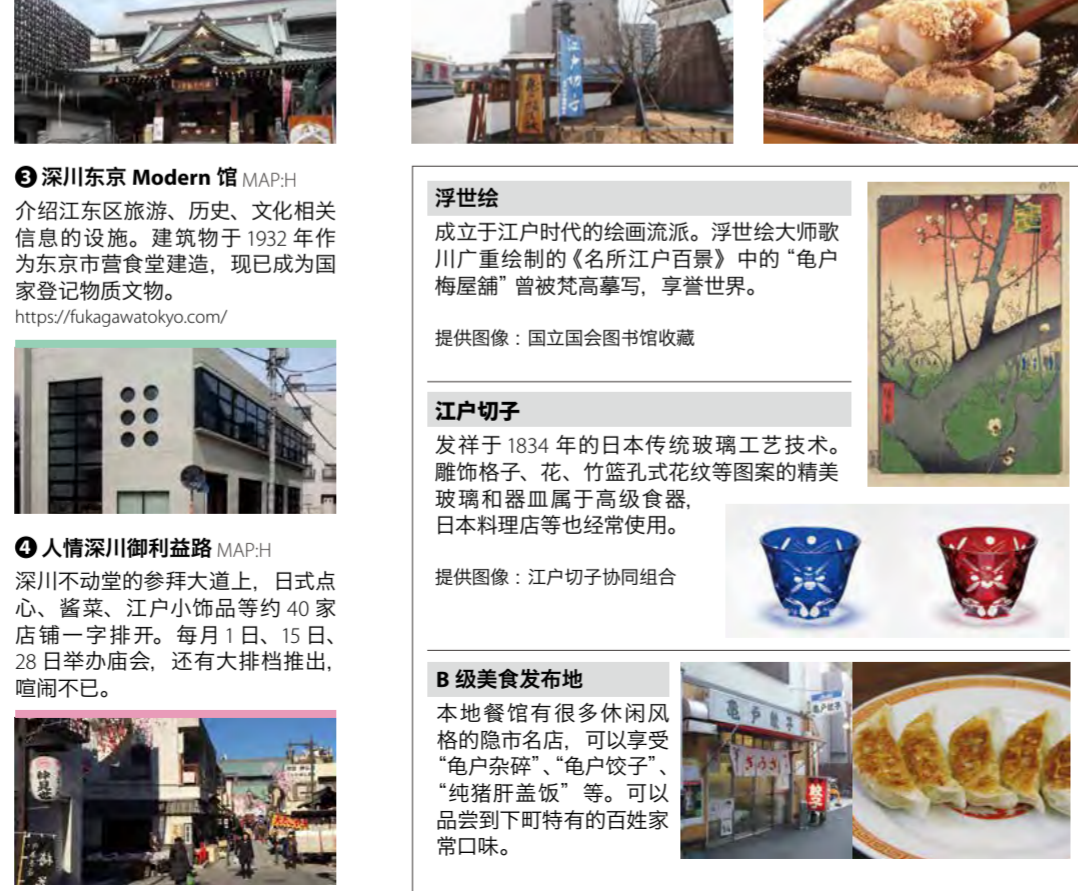 ❸ 深川东京 Modern 馆 MAP:H
介绍江东区旅游、历史、文化相关
信息的设施。建筑物于 1932 年作
为东京市营食堂建造，现已成为国
家登记物质文物。
https://fukagawatokyo.com/
❹ 人情深川御利益路 MAP:H
深川不动堂的参拜大道上，日式点
心、酱菜、江户小饰品等约 40 家
店铺一字排开。每月 1 日、15 日、
28 日举办庙会，还有大排档推出，
喧闹不已。
浮世绘
成立于江户时代的绘画流派。浮世绘大师歌
川广重绘制的《名所江户百景》中的“龟户
梅屋舗”曾被梵高摹写，享誉世界。
提供图像：国立国会图书馆收藏
江户切子
发祥于 1834 年的日本传统玻璃工艺技术。
雕饰格子、花、竹篮孔式花纹等图案的精美
玻璃和器皿属于高级食器，
日本料理店等也经常使用。
提供图像：江户切子协同组合
B 级美食发布地
本地餐馆有很多休闲风
格的隐市名店，可以享受
“龟户杂碎”、“龟户饺子”、
“纯猪肝盖饭” 等。可以
品尝到下町特有的百姓家
常口味。
亀戸餃子
ぎょうざ
餃子